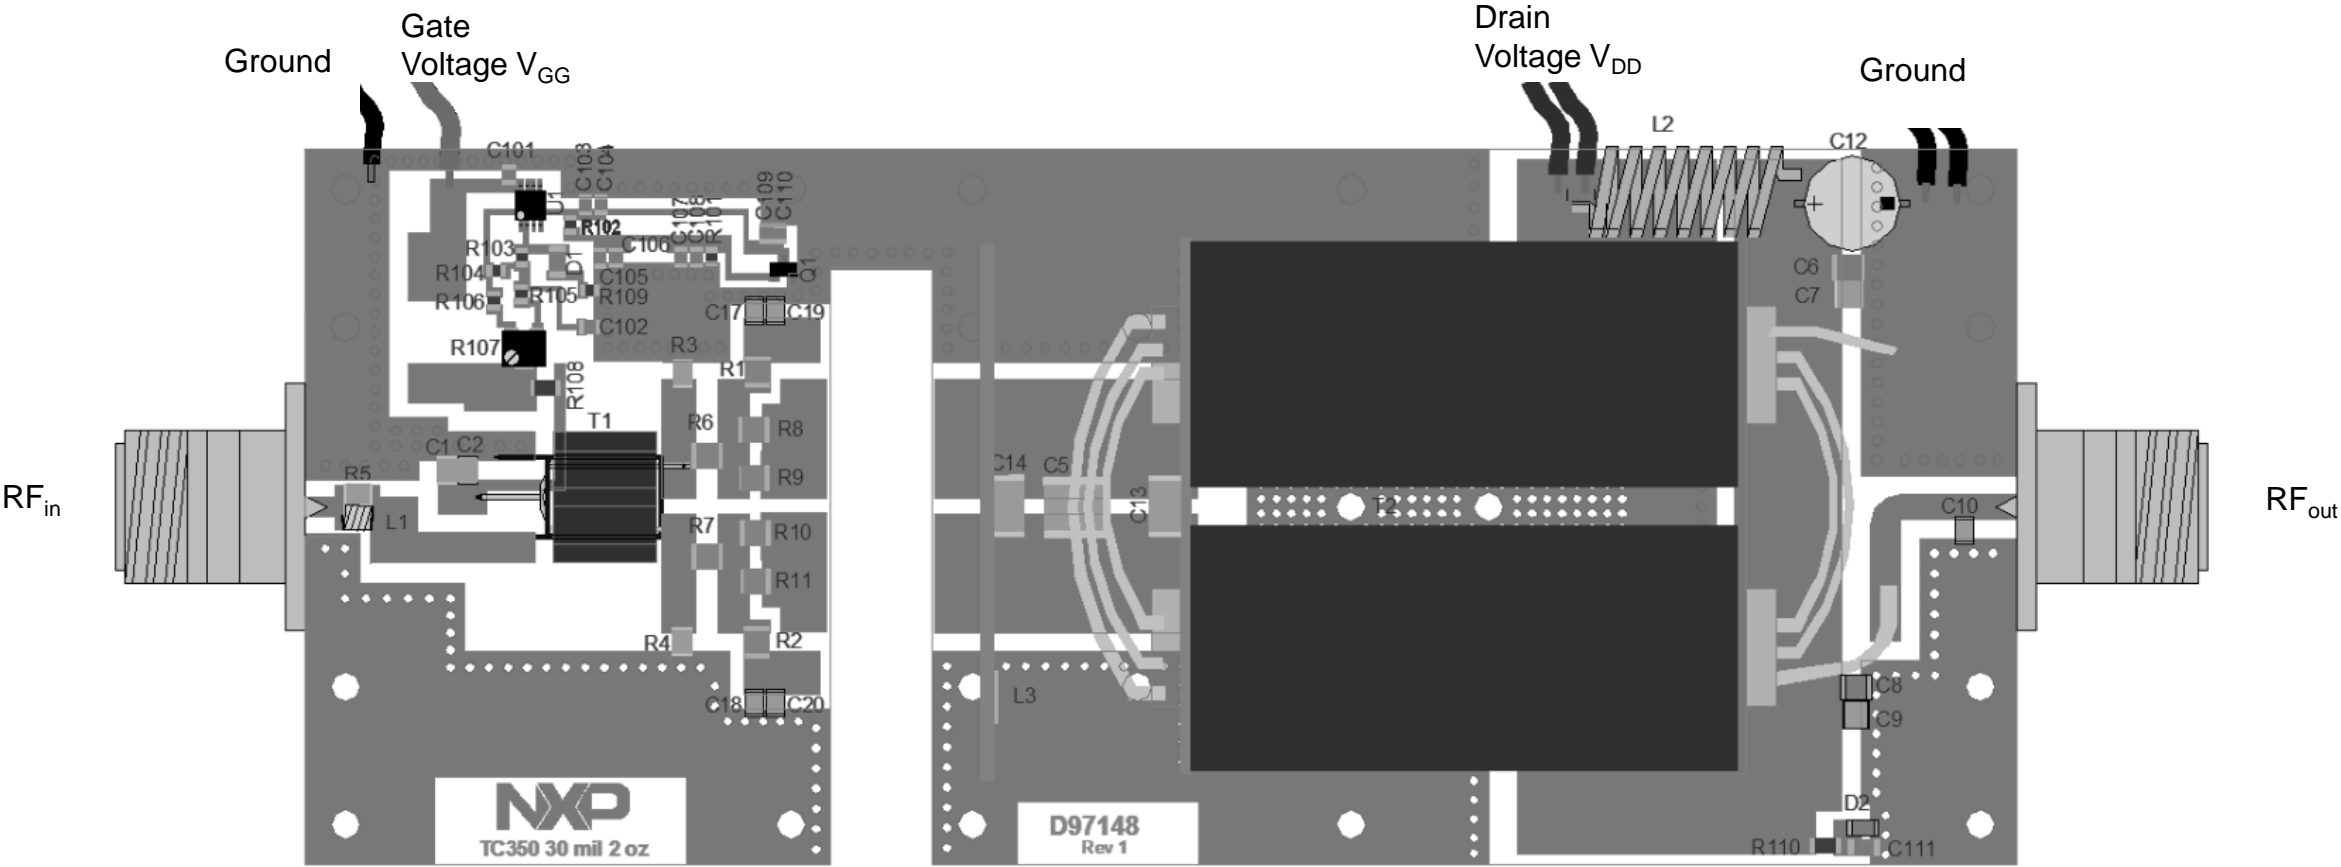 Ground
Gate
Voltage VGG
Drain
Voltage VDD
Ground
L2
C12
C101
C103
C104
C109
C110
U1
R102
C107
C108
R101
C106
R103
D1
Q1
R104
C105
R109
R106
R105
C102
C6
C7
C17
C19
R107
R3
R1
R108
T1
R6
R8
C1
C2
R9
R5
C14
C5
C13
T2
C10
RFin
L1
RFout
R7
R10
R11
R4
R2
C18
C20
L3
C8
C9
NXP
TC350 30 mil 2 oz
D97148
Rev 1
D2
R110
C111